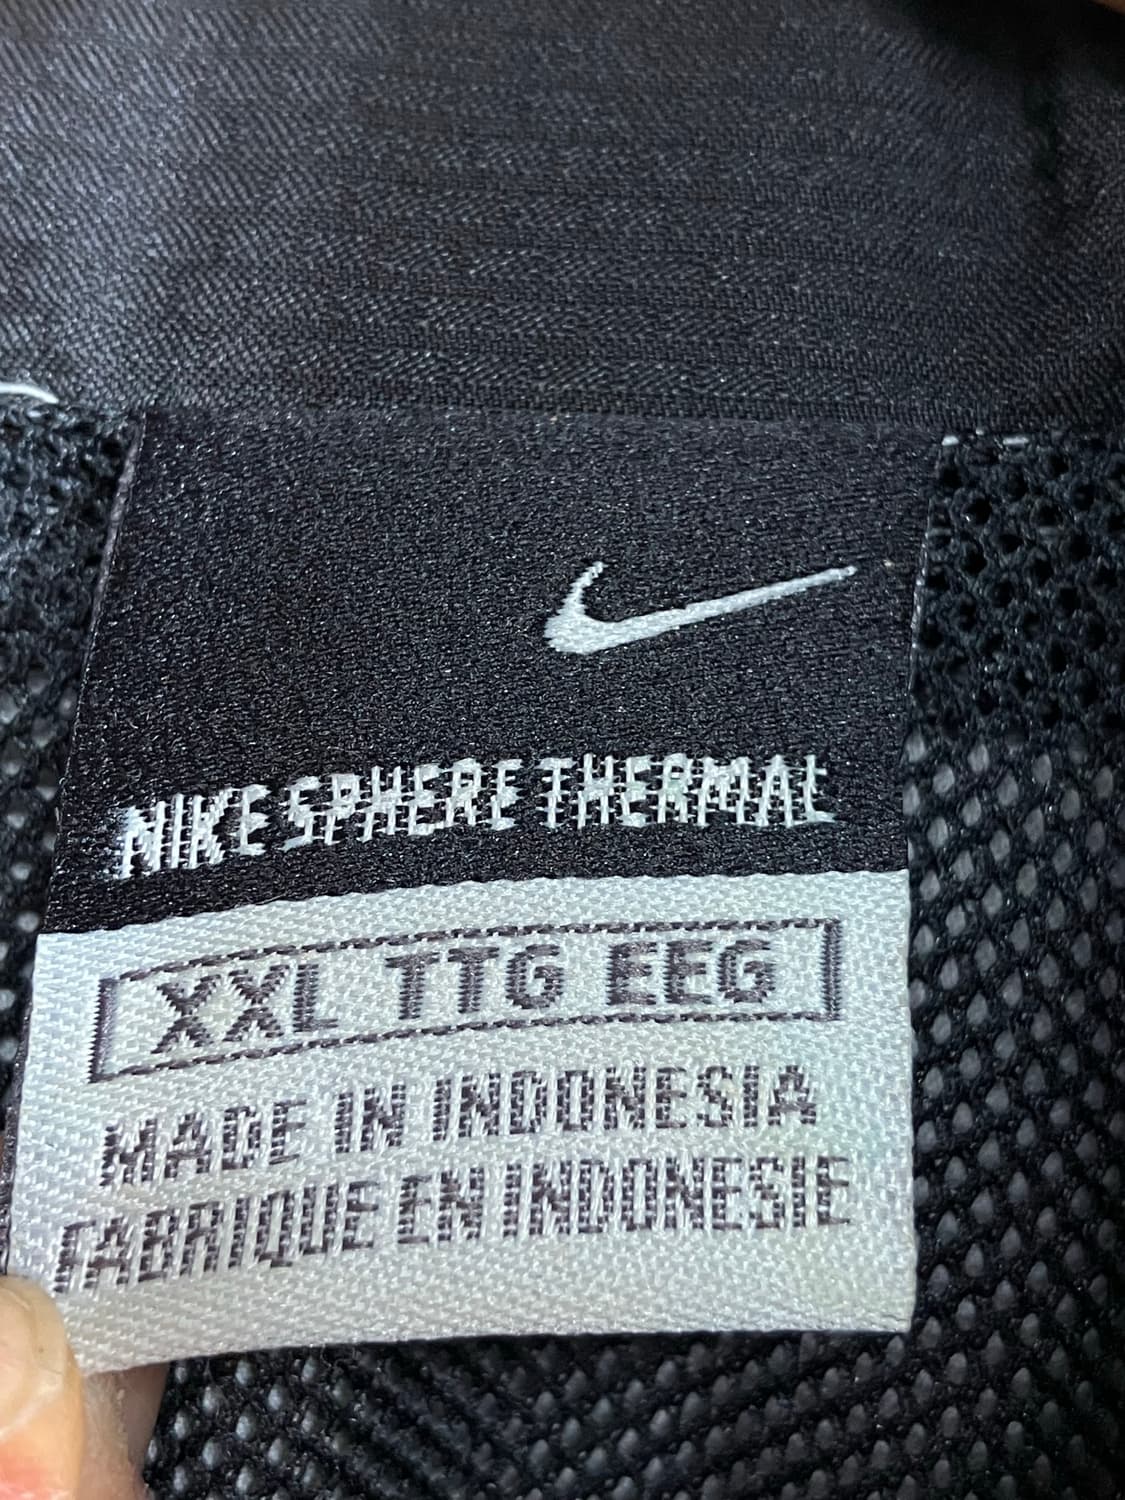 NIKE SPHERE THERMAL
XXL TTG EEG
MADE IN INDONESIA
FABRIQUE EN INDONESIE